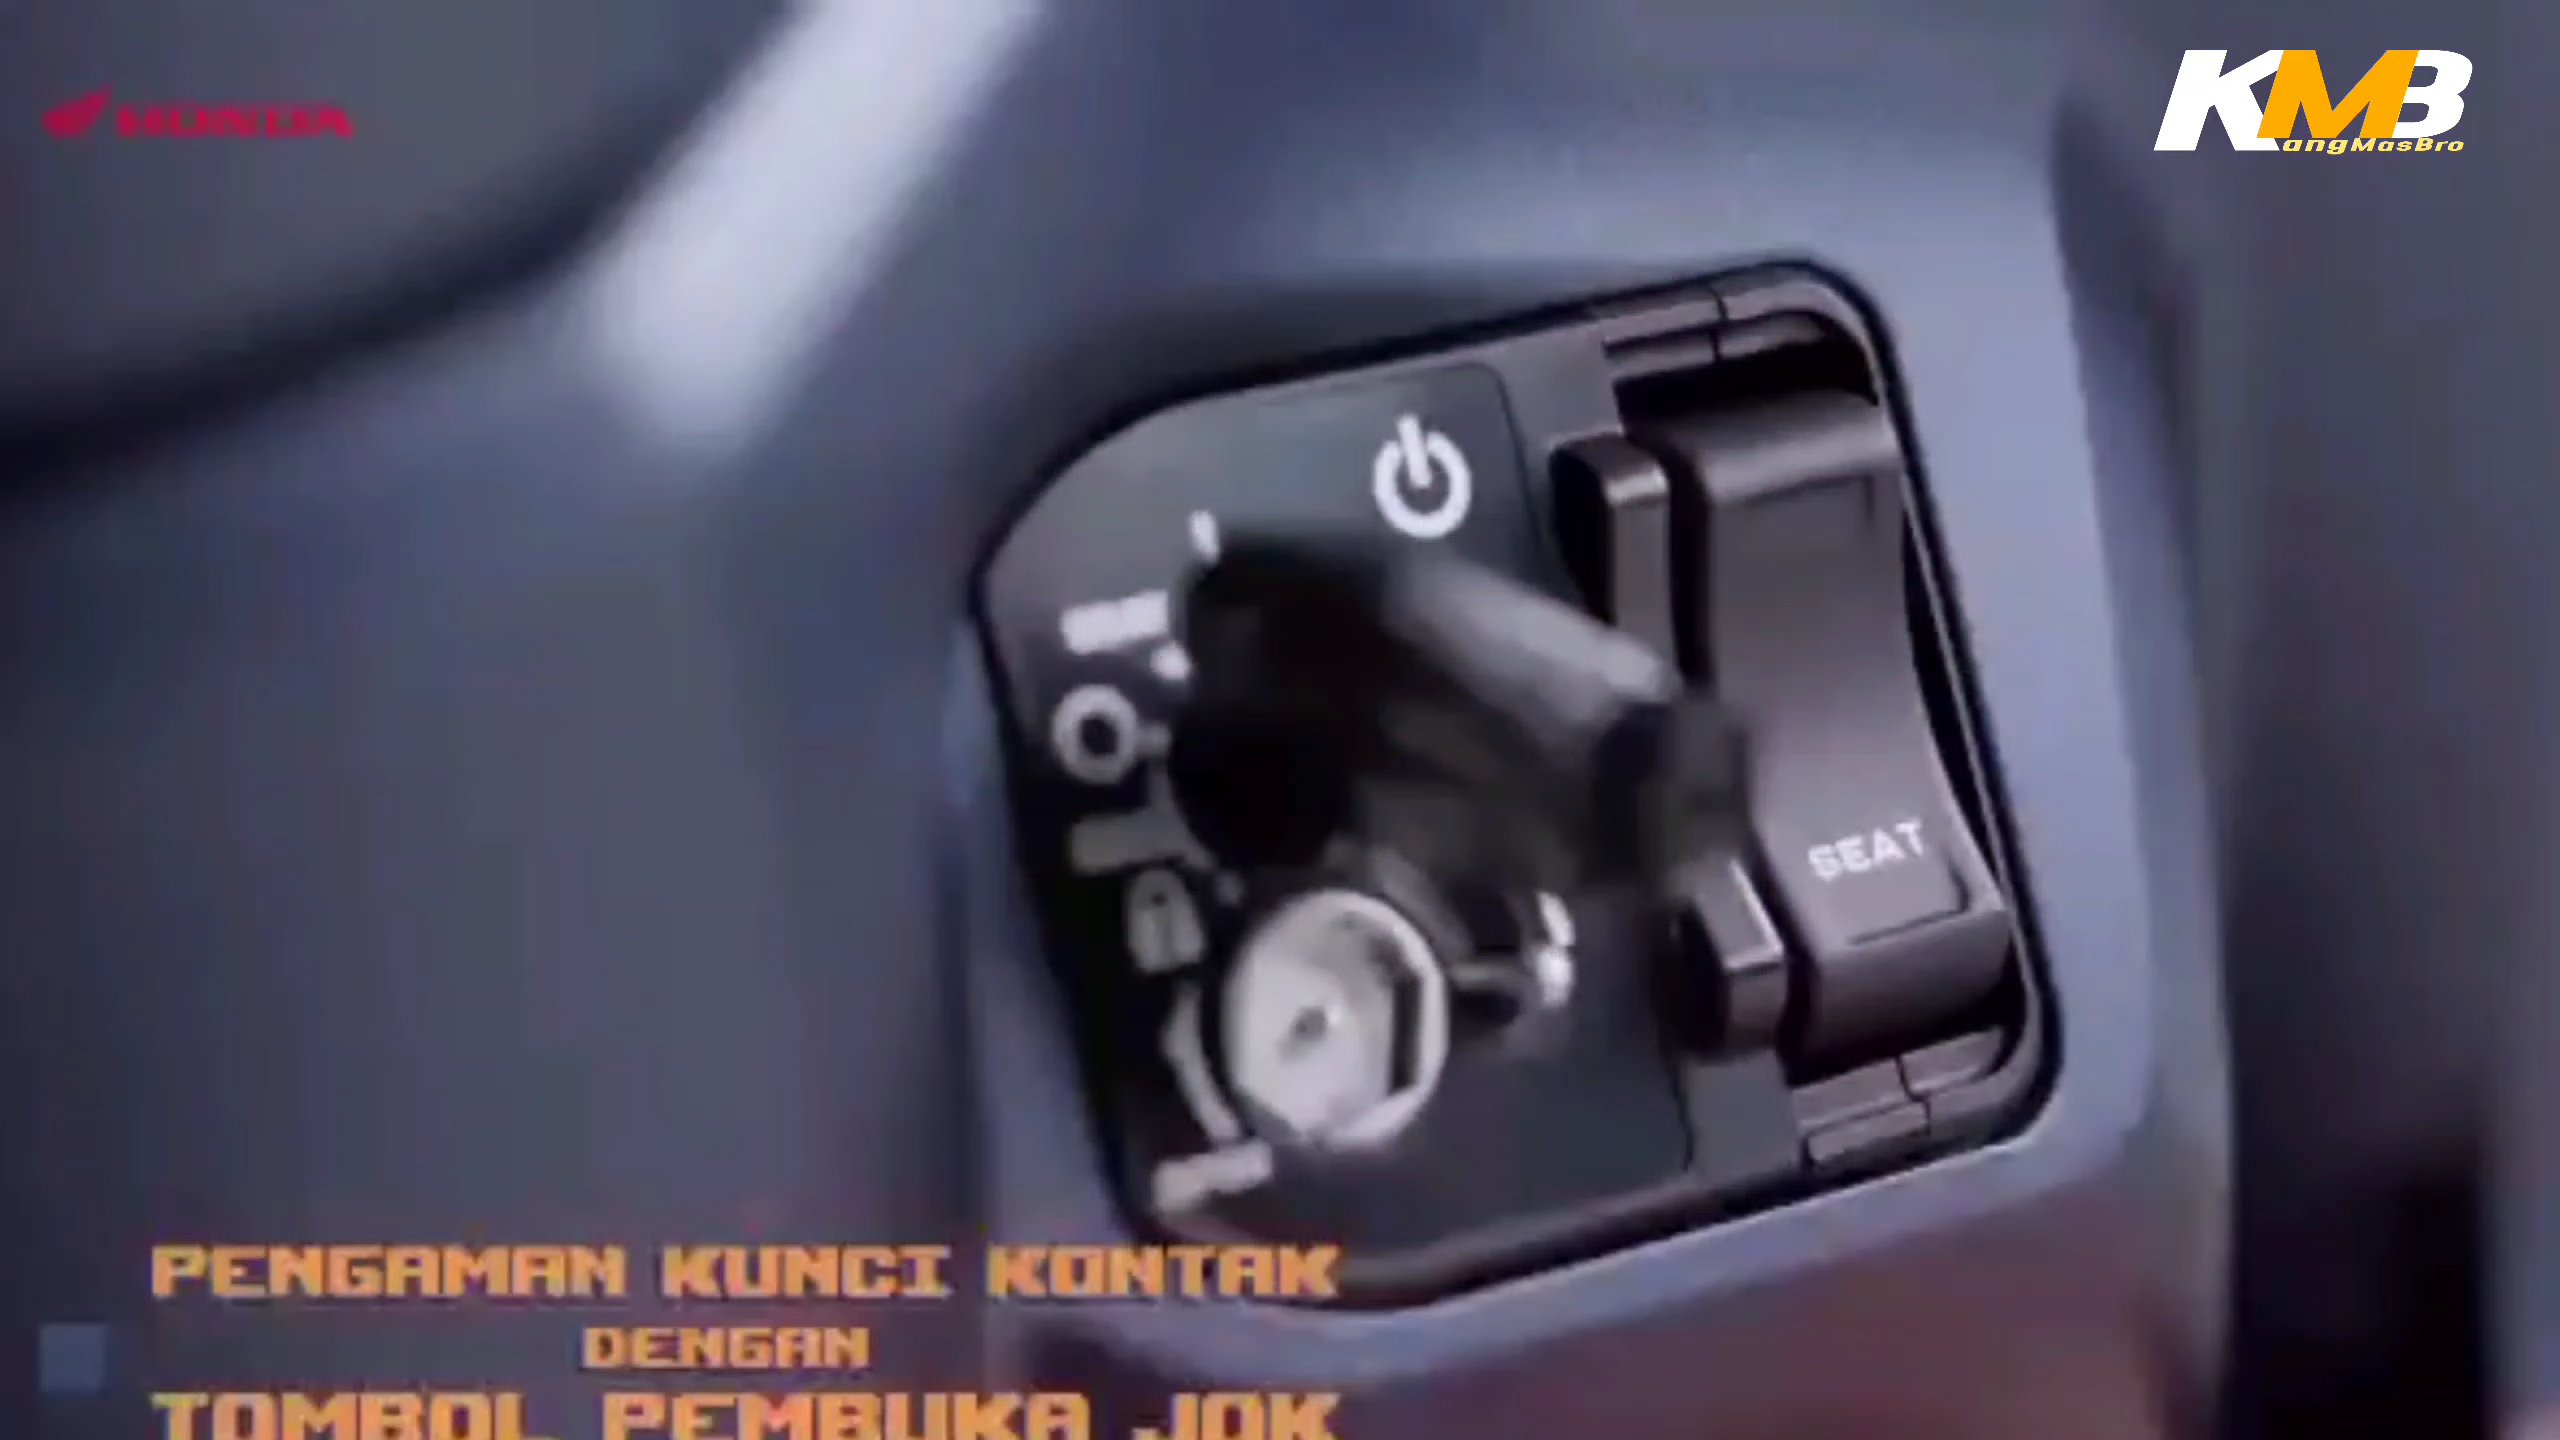 HONDA
KMB
angMasBro
SEAT
PENGAMAN KUNCI KONTAK
DENGAN
TOMBOL PEMBUKA JOK